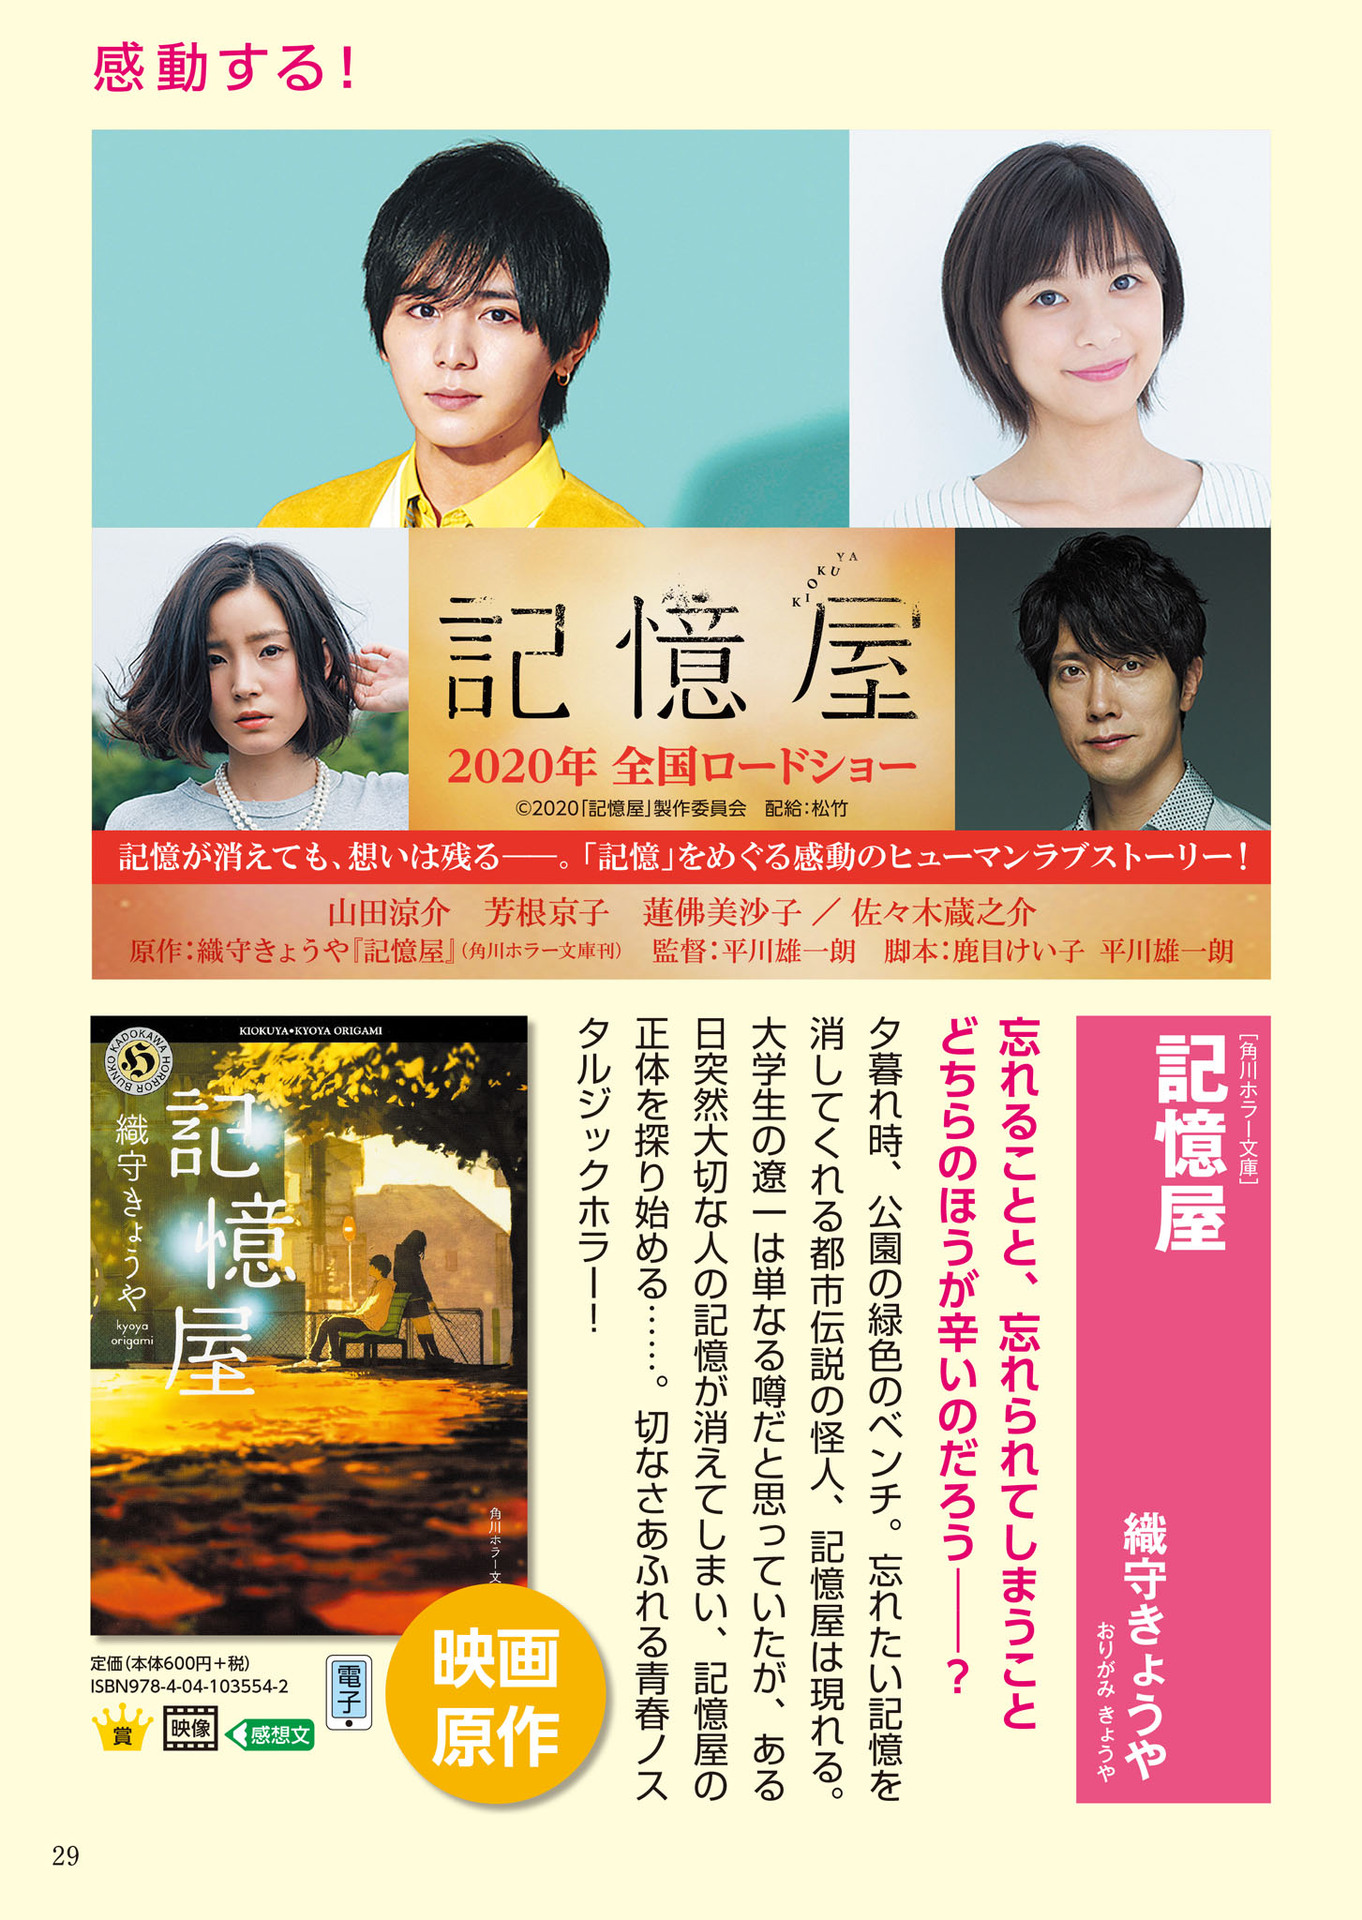 感動する！
KIOKUYA
記憶屋
2020年 全国ロードショー
©2020「記憶屋」製作委員会　配給：松竹
記憶が消えても、想いは残る――。「記憶」をめぐる感動のヒューマンラブストーリー！
山田涼介　芳根京子　蓮佛美沙子／佐々木蔵之介
原作：織守きょうや『記憶屋』（角川ホラー文庫刊）　監督：平川雄一朗　脚本：鹿目けい子 平川雄一朗
［角川ホラー文庫］
記憶屋
織守きょうや
おりがみ きょうや
忘れることと、忘れられてしまうこと
どちらのほうが辛いのだろう――？
夕暮れ時、公園の緑色のベンチ。忘れたい記憶を
消してくれる都市伝説の怪人、記憶屋は現れる。
大学生の遼一は単なる噂だと思っていたが、ある
日突然大切な人の記憶が消えてしまい、記憶屋の
正体を探り始める……。切なさあふれる青春ノス
タルジックホラー！
KIOKUYA●KYOYA ORIGAMI
KADOKAWA HORROR BUNKO
H
記憶屋
織守きょうや
kyoya
origami
角川ホラー文
映画
原作
定価（本体600円＋税）
ISBN978-4-04-103554-2
賞
映像
感想文
電子
29